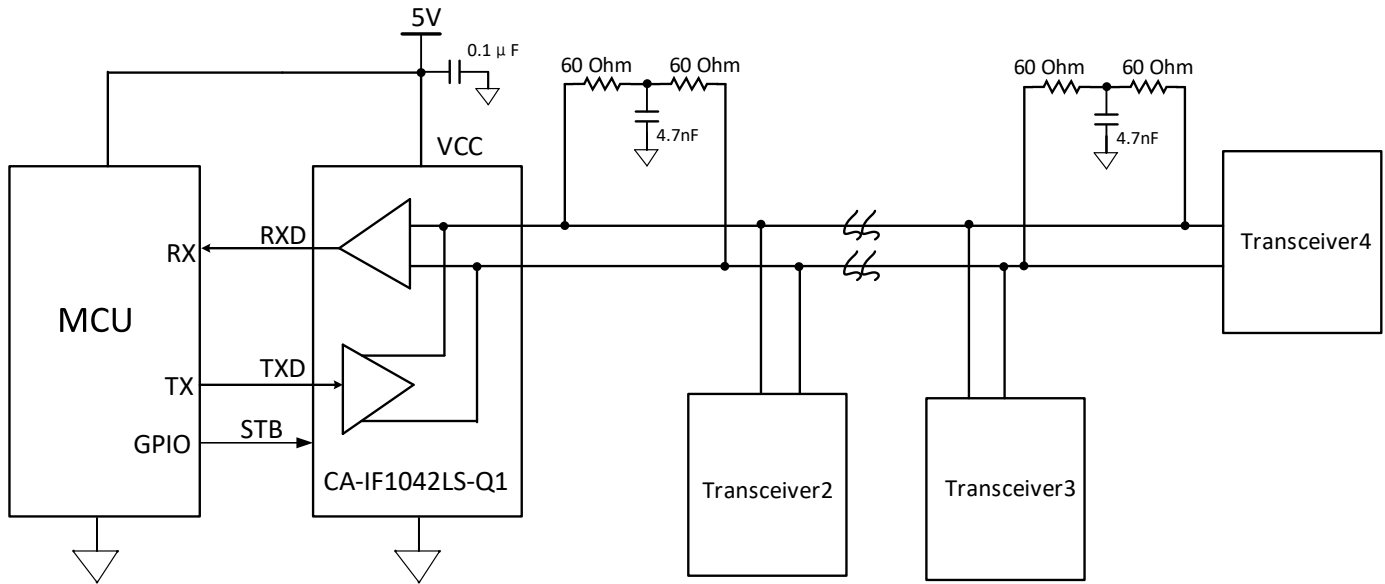 5V
0.1 μ F
60 Ohm
60 Ohm
4.7nF
60 Ohm
60 Ohm
4.7nF
VCC
RX
RXD
MCU
TX
TXD
GPIO
STB
CA-IF1042LS-Q1
Transceiver2
Transceiver3
Transceiver4